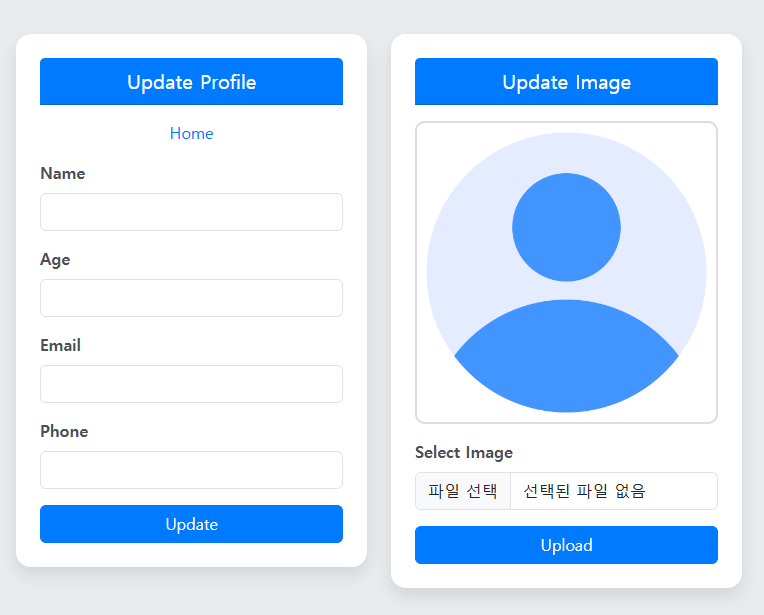 Update Profile
Home
Name
Age
Email
Phone
Update
Update Image
Select Image
파일 선택 선택된 파일 없음
Upload